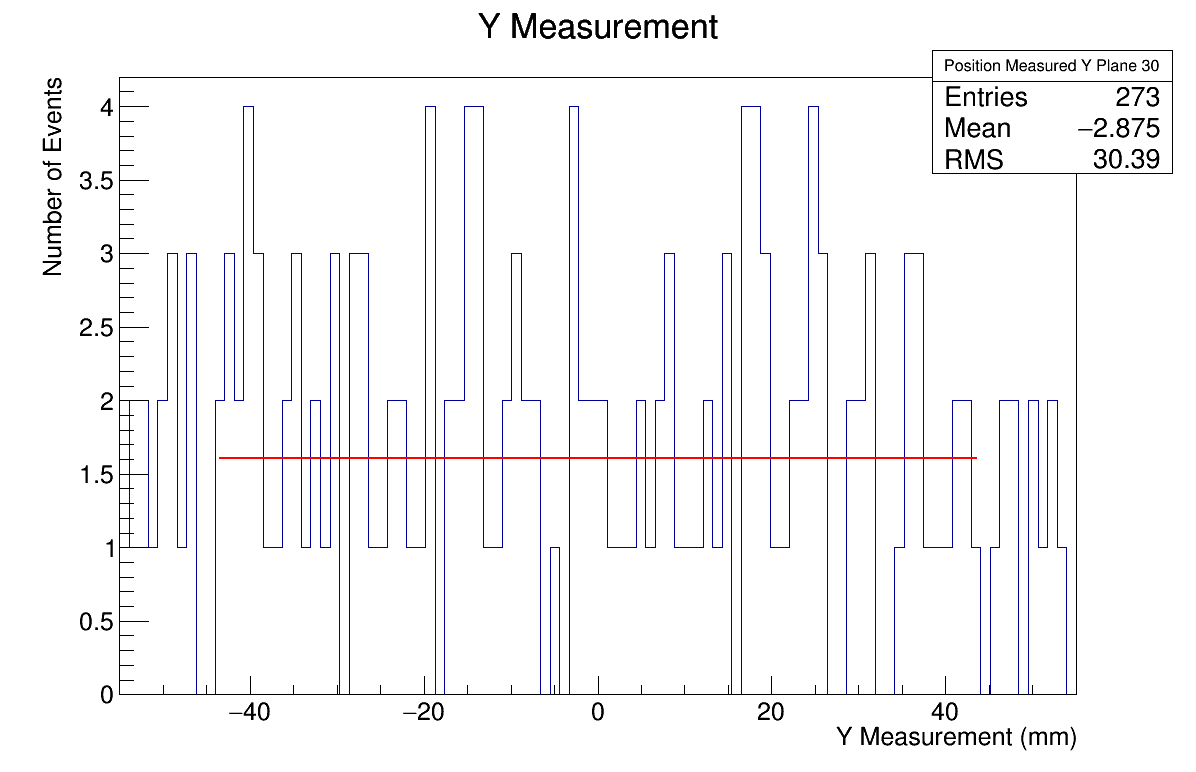 Y Measurement
Position Measured Y Plane 30
Entries 273
Mean −2.875
RMS 30.39
Number of Events
4
3.5
3
2.5
2
1.5
1
0.5
0
−40 −20 0 20 40
Y Measurement (mm)